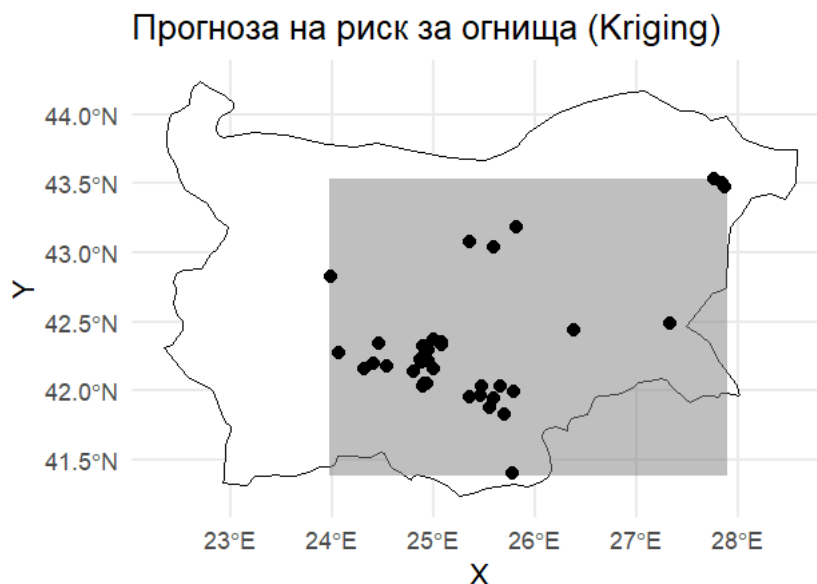 Прогноза на риск за огнища (Kriging)
44.0°N
43.5°N
43.0°N
42.5°N
42.0°N
41.5°N
Y
23°E 24°E 25°E 26°E 27°E 28°E
X